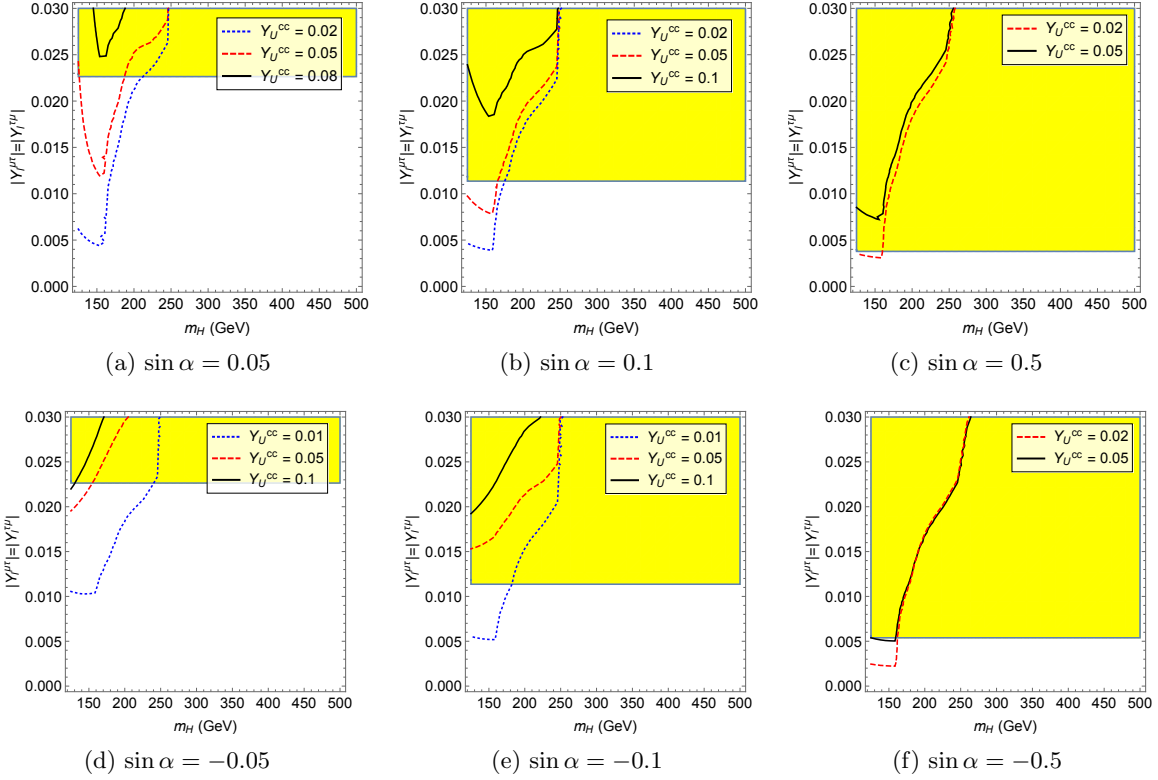 0.030
0.025
0.020
0.015
0.010
0.005
0.000
|Y_l^{μτ}|=|Y_l^{τμ}|
Y_U^{cc} = 0.02
Y_U^{cc} = 0.05
Y_U^{cc} = 0.08
150 200 250 300 350 400 450 500
m_H (GeV)
(a) sin α = 0.05
0.030
0.025
0.020
0.015
0.010
0.005
0.000
|Y_l^{μτ}|=|Y_l^{τμ}|
Y_U^{cc} = 0.02
Y_U^{cc} = 0.05
Y_U^{cc} = 0.1
150 200 250 300 350 400 450 500
m_H (GeV)
(b) sin α = 0.1
0.030
0.025
0.020
0.015
0.010
0.005
0.000
|Y_l^{μτ}|=|Y_l^{τμ}|
Y_U^{cc} = 0.02
Y_U^{cc} = 0.05
150 200 250 300 350 400 450 500
m_H (GeV)
(c) sin α = 0.5
0.030
0.025
0.020
0.015
0.010
0.005
0.000
|Y_l^{μτ}|=|Y_l^{τμ}|
Y_U^{cc} = 0.01
Y_U^{cc} = 0.05
Y_U^{cc} = 0.1
150 200 250 300 350 400 450 500
m_H (GeV)
(d) sin α = −0.05
0.030
0.025
0.020
0.015
0.010
0.005
0.000
|Y_l^{μτ}|=|Y_l^{τμ}|
Y_U^{cc} = 0.01
Y_U^{cc} = 0.05
Y_U^{cc} = 0.1
150 200 250 300 350 400 450 500
m_H (GeV)
(e) sin α = −0.1
0.030
0.025
0.020
0.015
0.010
0.005
0.000
|Y_l^{μτ}|=|Y_l^{τμ}|
Y_U^{cc} = 0.02
Y_U^{cc} = 0.05
150 200 250 300 350 400 450 500
m_H (GeV)
(f) sin α = −0.5